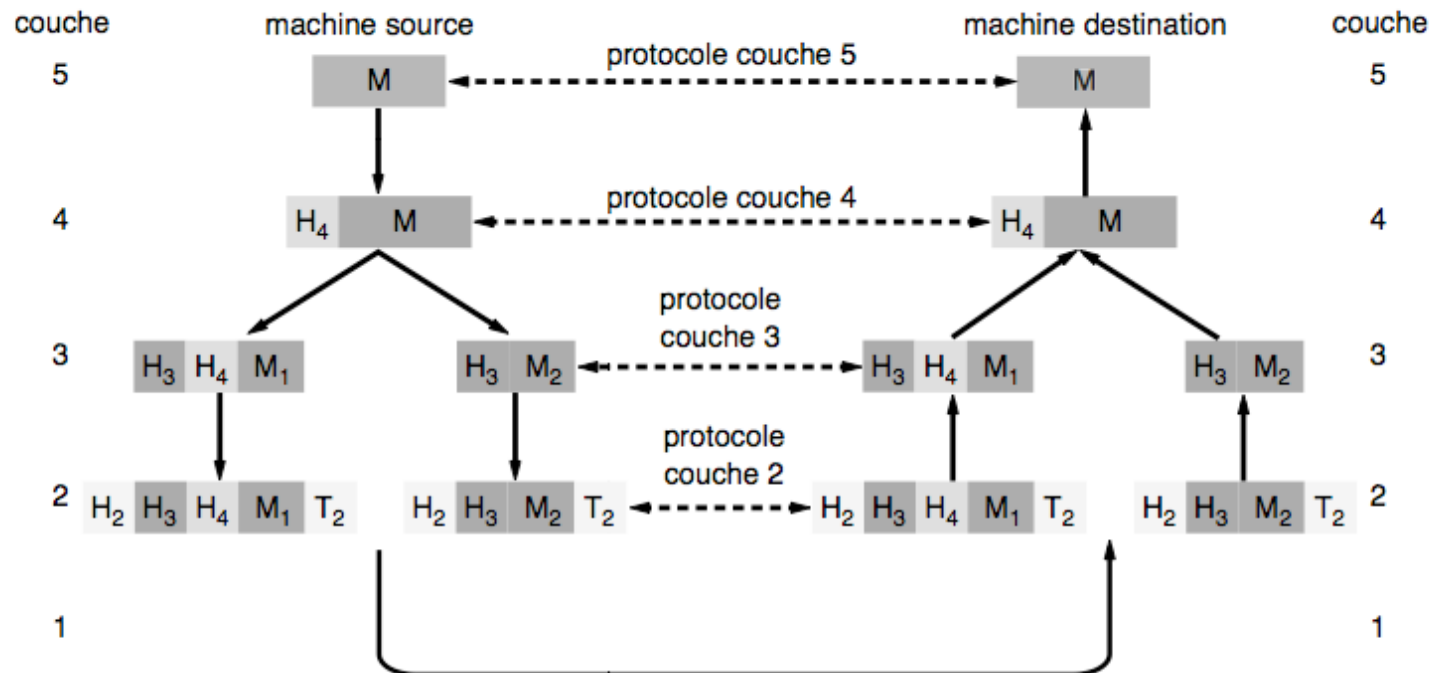 couche machine source machine destination couche
5 M protocole couche 5 M 5
4 H₄ M protocole couche 4 H₄ M 4
protocole
couche 3
3 H₃ H₄ M₁ H₃ M₂ H₃ H₄ M₁ H₃ M₂ 3
protocole
couche 2
2 H₂ H₃ H₄ M₁ T₂ H₂ H₃ M₂ T₂ H₂ H₃ H₄ M₁ T₂ H₂ H₃ M₂ T₂ 2
1 1